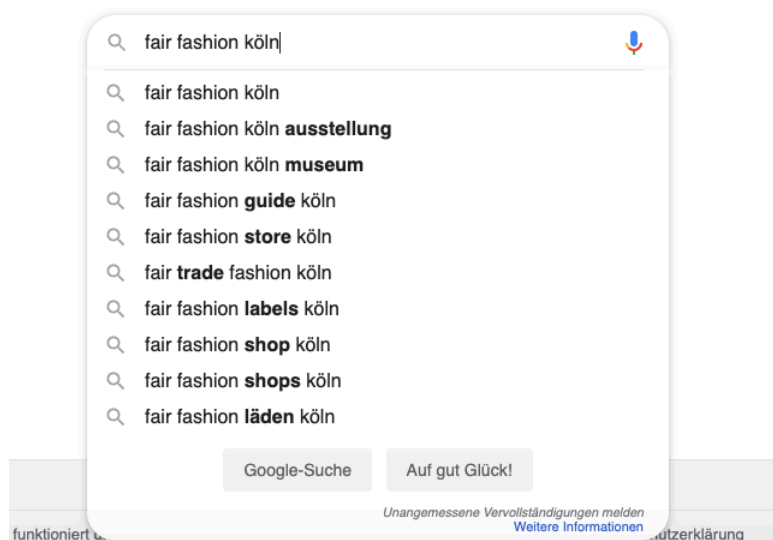 fair fashion köln
fair fashion köln
fair fashion köln ausstellung
fair fashion köln museum
fair fashion guide köln
fair fashion store köln
fair trade fashion köln
fair fashion labels köln
fair fashion shop köln
fair fashion shops köln
fair fashion läden köln
Google-Suche Auf gut Glück!
Unangemessene Vervollständigungen melden
Weitere Informationen
funktioniert